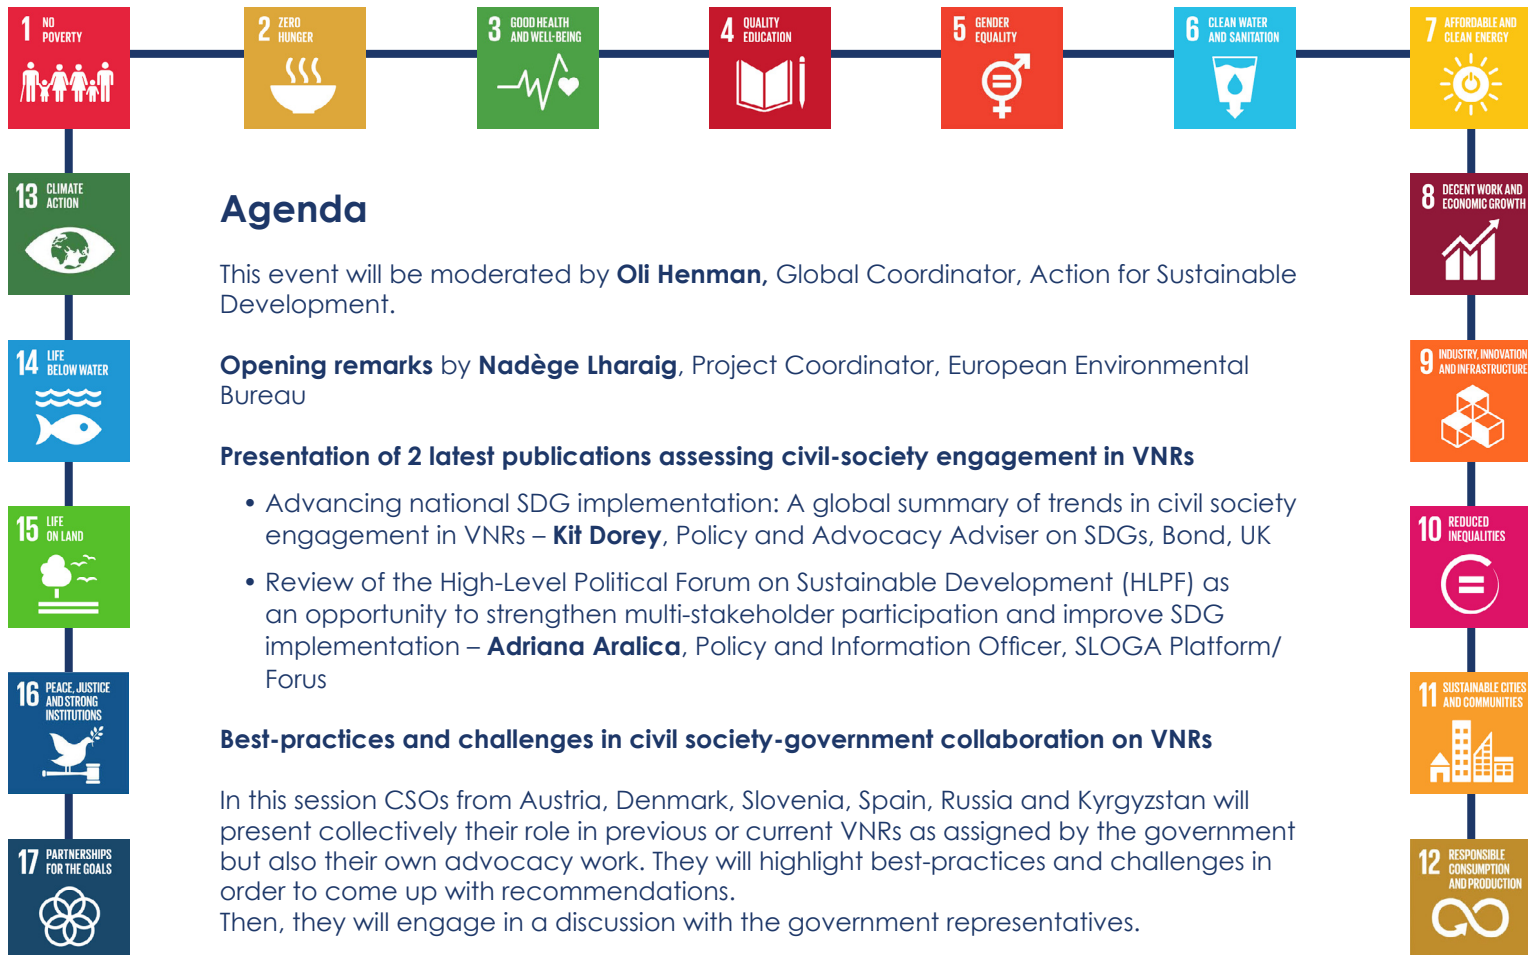 1 NO
POVERTY
2 ZERO
HUNGER
3 GOOD HEALTH
AND WELL-BEING
4 QUALITY
EDUCATION
5 GENDER
EQUALITY
6 CLEAN WATER
AND SANITATION
7 AFFORDABLE AND
CLEAN ENERGY
13 CLIMATE
ACTION
14 LIFE
BELOW WATER
15 LIFE
ON LAND
16 PEACE, JUSTICE
AND STRONG
INSTITUTIONS
17 PARTNERSHIPS
FOR THE GOALS
Agenda
This event will be moderated by Oli Henman, Global Coordinator, Action for Sustainable
Development.
Opening remarks by Nadège Lharaig, Project Coordinator, European Environmental
Bureau
Presentation of 2 latest publications assessing civil-society engagement in VNRs
• Advancing national SDG implementation: A global summary of trends in civil society
engagement in VNRs – Kit Dorey, Policy and Advocacy Adviser on SDGs, Bond, UK
• Review of the High-Level Political Forum on Sustainable Development (HLPF) as
an opportunity to strengthen multi-stakeholder participation and improve SDG
implementation – Adriana Aralica, Policy and Information Officer, SLOGA Platform/
Forus
Best-practices and challenges in civil society-government collaboration on VNRs
In this session CSOs from Austria, Denmark, Slovenia, Spain, Russia and Kyrgyzstan will
present collectively their role in previous or current VNRs as assigned by the government
but also their own advocacy work. They will highlight best-practices and challenges in
order to come up with recommendations.
Then, they will engage in a discussion with the government representatives.
8 DECENT WORK AND
ECONOMIC GROWTH
9 INDUSTRY, INNOVATION
AND INFRASTRUCTURE
10 REDUCED
INEQUALITIES
11 SUSTAINABLE CITIES
AND COMMUNITIES
12 RESPONSIBLE
CONSUMPTION
AND PRODUCTION